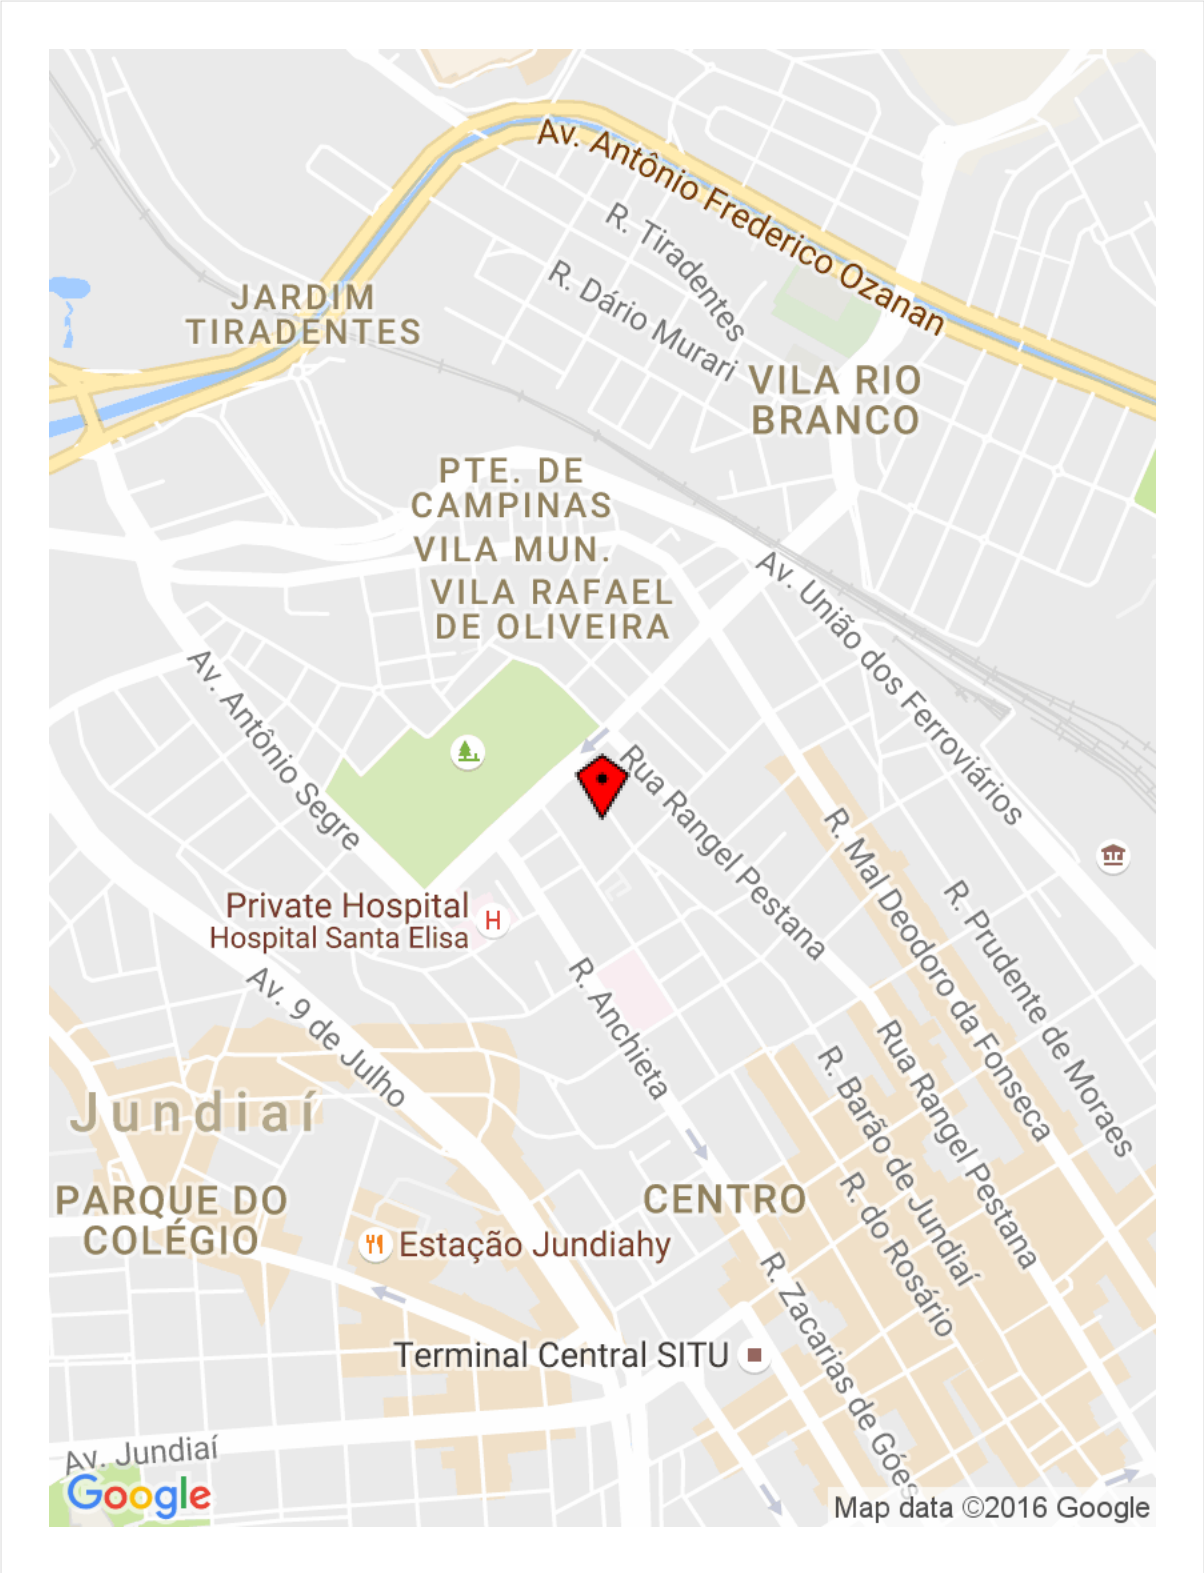 Av. Antônio Frederico Ozanan
R. Tiradentes
R. Dário Murari
JARDIM
TIRADENTES
VILA RIO
BRANCO
PTE. DE
CAMPINAS
VILA MUN.
VILA RAFAEL
DE OLIVEIRA
Av. União dos Ferroviários
Av. Antônio Segre
Rua Rangel Pestana
R. Mal Deodoro da Fonseca
R. Prudente de Moraes
Private Hospital
Hospital Santa Elisa
H
Av. 9 de Julho
R. Anchieta
Rua Rangel Pestana
R. Barão de Jundiaí
R. do Rosário
Jundiaí
PARQUE DO
COLÉGIO
CENTRO
Estação Jundiahy
R. Zacarias de Góes
Terminal Central SITU
Av. Jundiaí
Google
Map data ©2016 Google